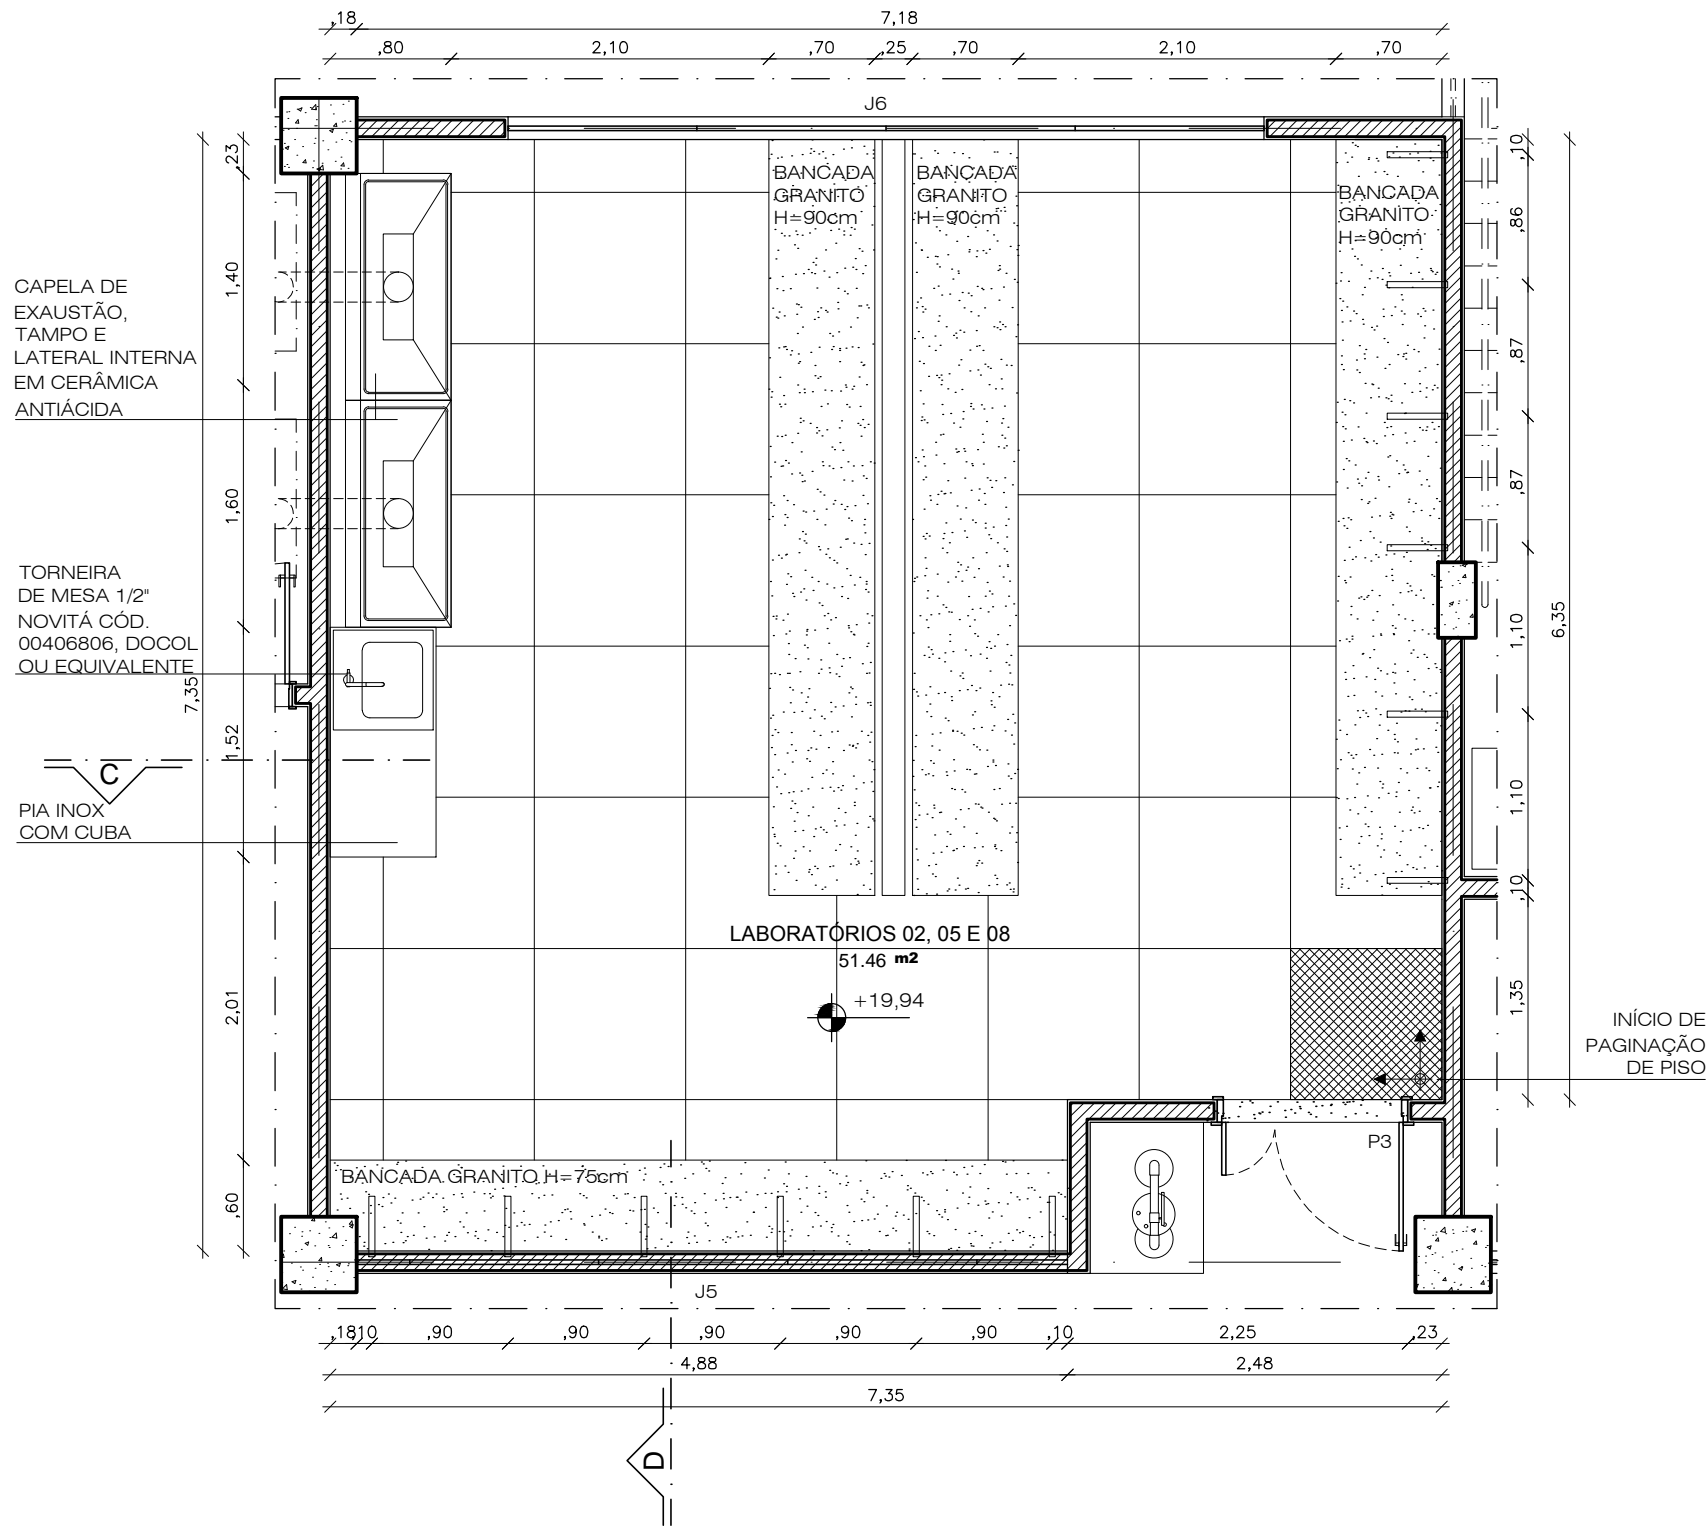 ,18
7,18
,80
2,10
,70
,25
,70
2,10
,70
J6
,23
1,40
1,60
1,52
2,01
,60
7,35
,10
,86
,87
,87
1,10
1,10
,10
1,35
6,35
BANCADA
GRANITO
H=90cm
BANCADA
GRANITO
H=90cm
BANCADA
GRANITO
H=90cm
CAPELA DE
EXAUSTÃO,
TAMPO E
LATERAL INTERNA
EM CERÂMICA
ANTIÁCIDA
TORNEIRA
DE MESA 1/2"
NOVITÁ CÓD.
00406806, DOCOL
OU EQUIVALENTE
C
PIA INOX
COM CUBA
LABORATÓRIOS 02, 05 E 08
51.46 m2
+19,94
INÍCIO DE
PAGINAÇÃO
DE PISO
P3
BANCADA GRANITO H=75cm
J5
,18
,10
,90
,90
,90
,90
,90
,10
2,25
,23
4,88
2,48
7,35
D